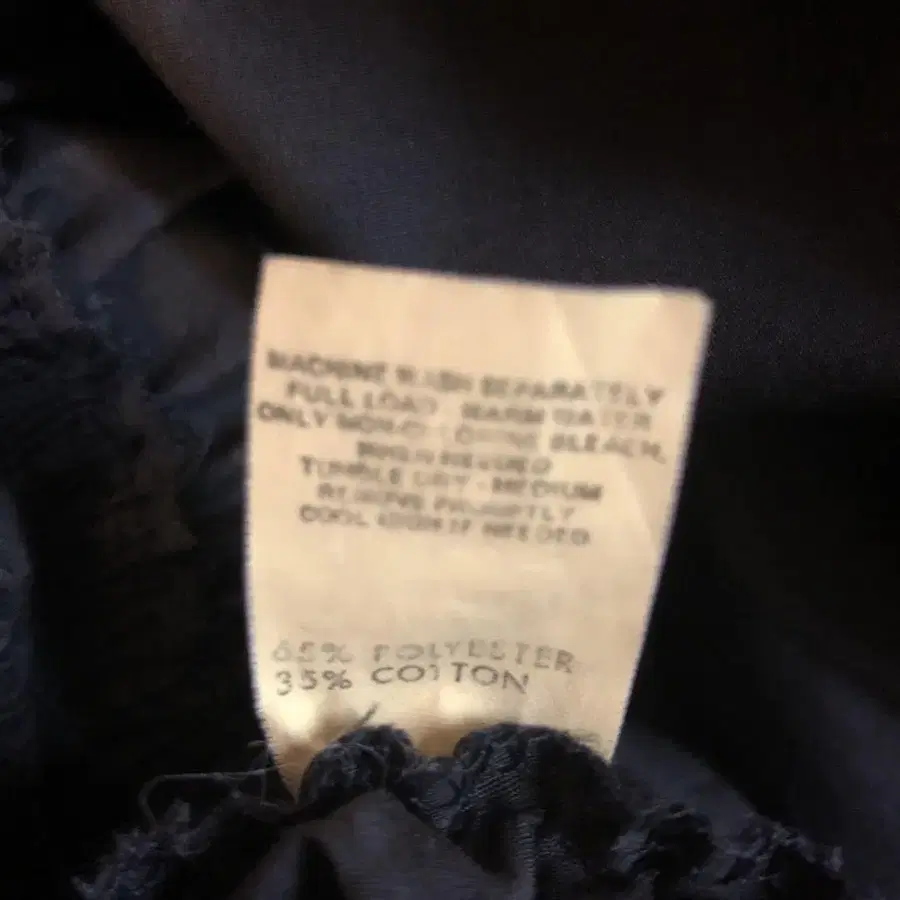 MACHINE WASH SEPARATELY
FULL LOAD WARM WATER
ONLY NON-CHLORINE BLEACH,
WHEN NEEDED
TUMBLE DRY - MEDIUM
REMOVE PROMPTLY
COOL IRON IF NEEDED
65% POLYESTER
35% COTTON